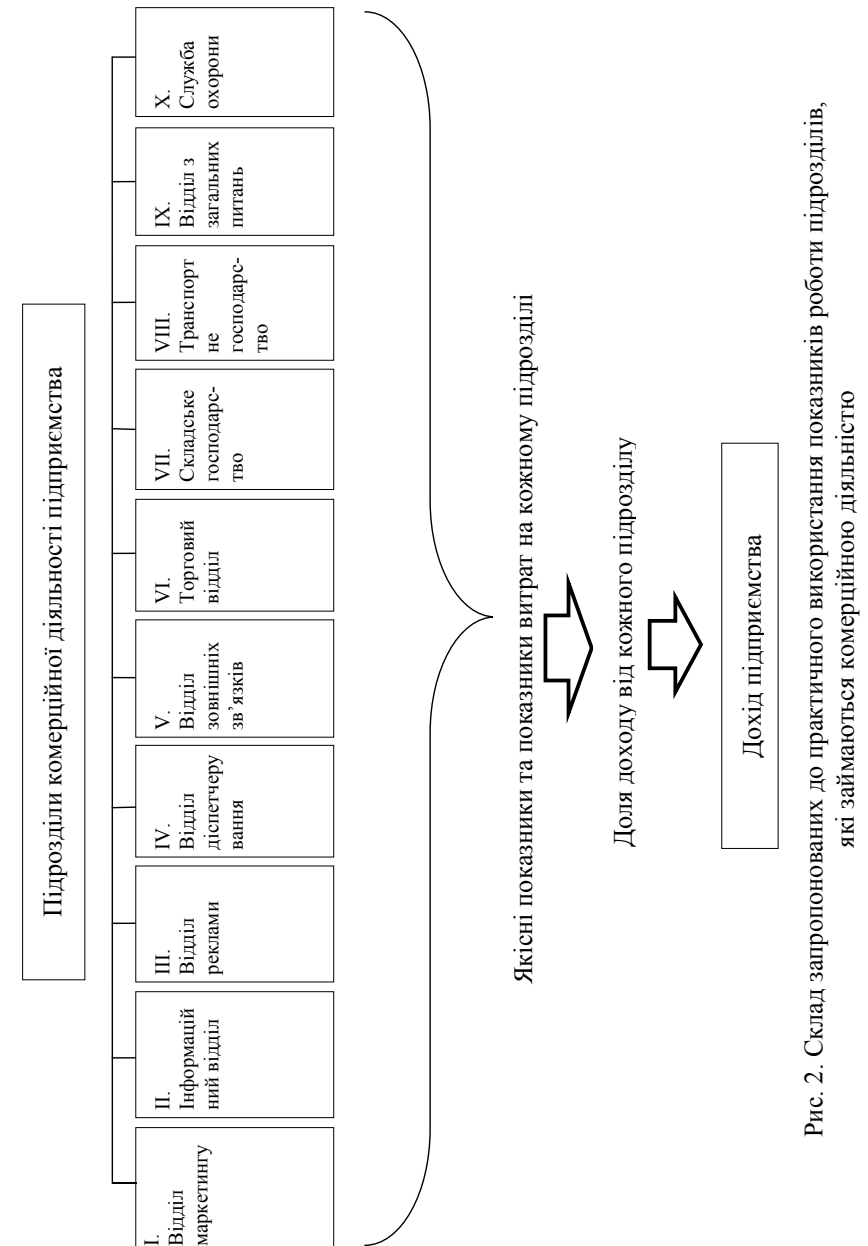 Підрозділи комерційної діяльності підприємства
I.
Відділ
маркетингу
II.
Інформацій
ний відділ
III.
Відділ
реклами
IV.
Відділ
діспетчеру
вання
V.
Відділ
зовнішніх
зв’язків
VI.
Торговий
відділ
VII.
Складське
господарс-
тво
VIII.
Транспорт
не
господарс-
тво
IX.
Відділ з
загальних
питань
X.
Служба
охорони
Якісні показники та показники витрат на кожному підрозділі
Доля доходу від кожного підрозділу
Дохід підприємства
Рис. 2. Склад запропонованих до практичного використання показників роботи підрозділів,
які займаються комерційною діяльністю